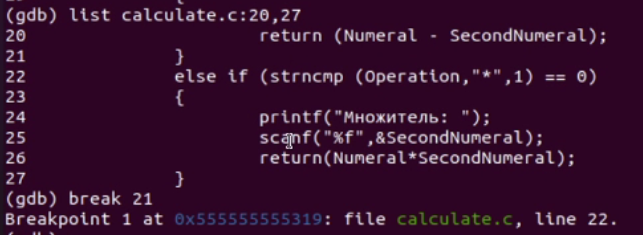 (gdb) list calculate.c:20,27
20 return (Numeral - SecondNumeral);
21 }
22 else if (strncmp (Operation,"*",1) == 0)
23 {
24 printf("Множитель: ");
25 scanf("%f",&SecondNumeral);
26 return(Numeral*SecondNumeral);
27 }
(gdb) break 21
Breakpoint 1 at 0x555555555319: file calculate.c, line 22.